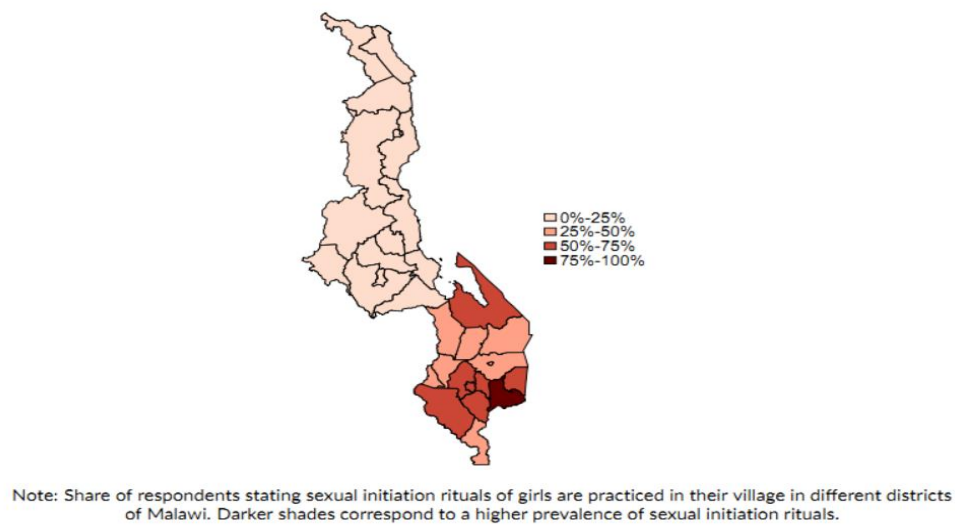 0%-25%
25%-50%
50%-75%
75%-100%
Note: Share of respondents stating sexual initiation rituals of girls are practiced in their village in different districts
of Malawi. Darker shades correspond to a higher prevalence of sexual initiation rituals.